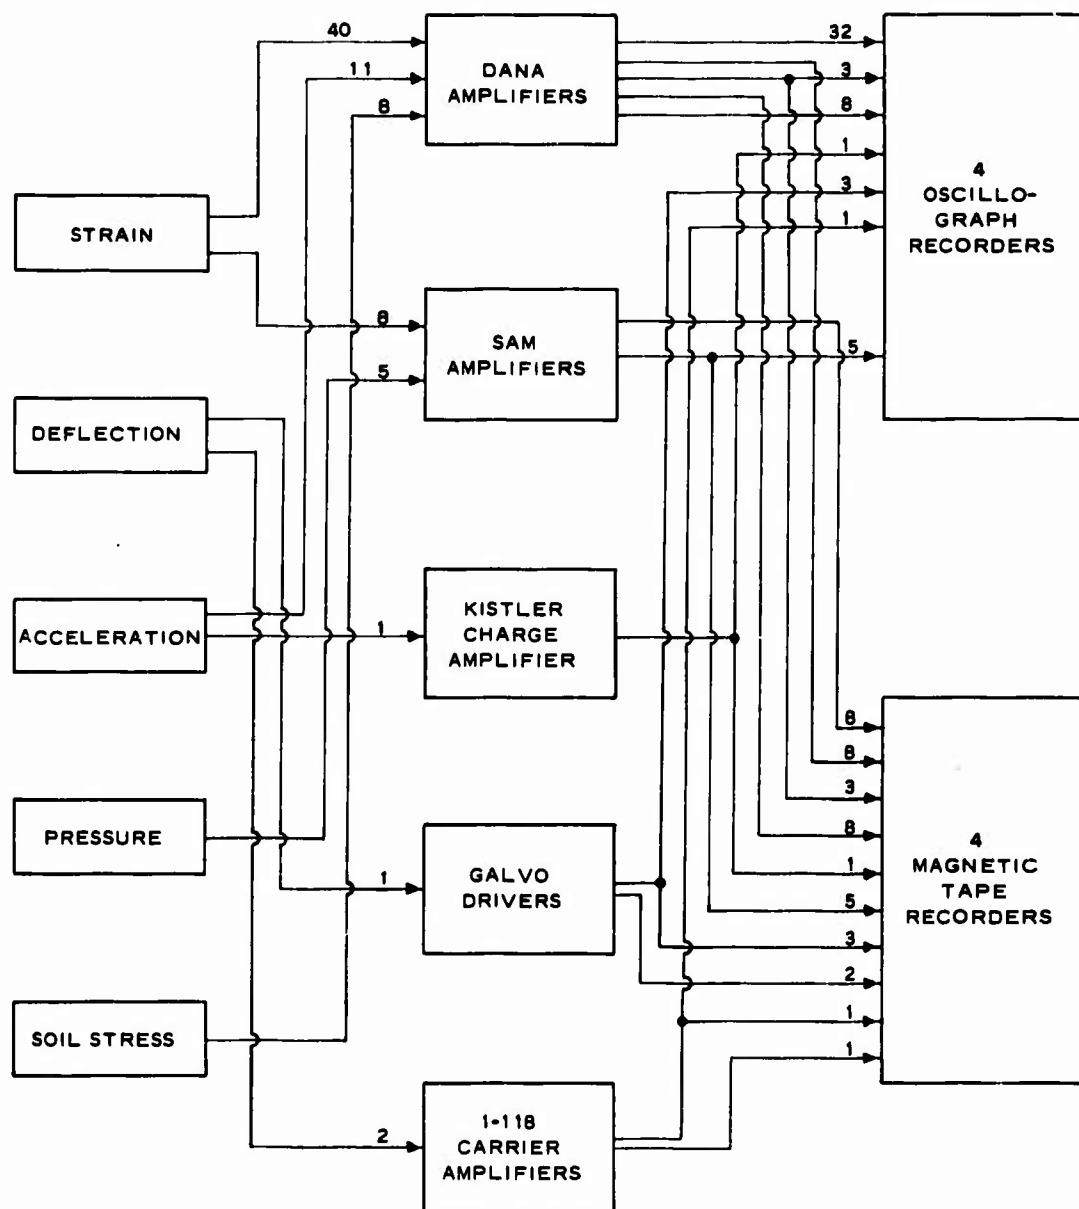 40
11
8
DANA
AMPLIFIERS
32
3
8
1
3
1
5
4
OSCILLO-
GRAPH
RECORDERS
STRAIN
8
5
SAM
AMPLIFIERS
DEFLECTION
ACCELERATION
1
KISTLER
CHARGE
AMPLIFIER
PRESSURE
1
GALVO
DRIVERS
8
8
3
8
1
5
3
2
1
1
4
MAGNETIC
TAPE
RECORDERS
SOIL STRESS
2
1-118
CARRIER
AMPLIFIERS